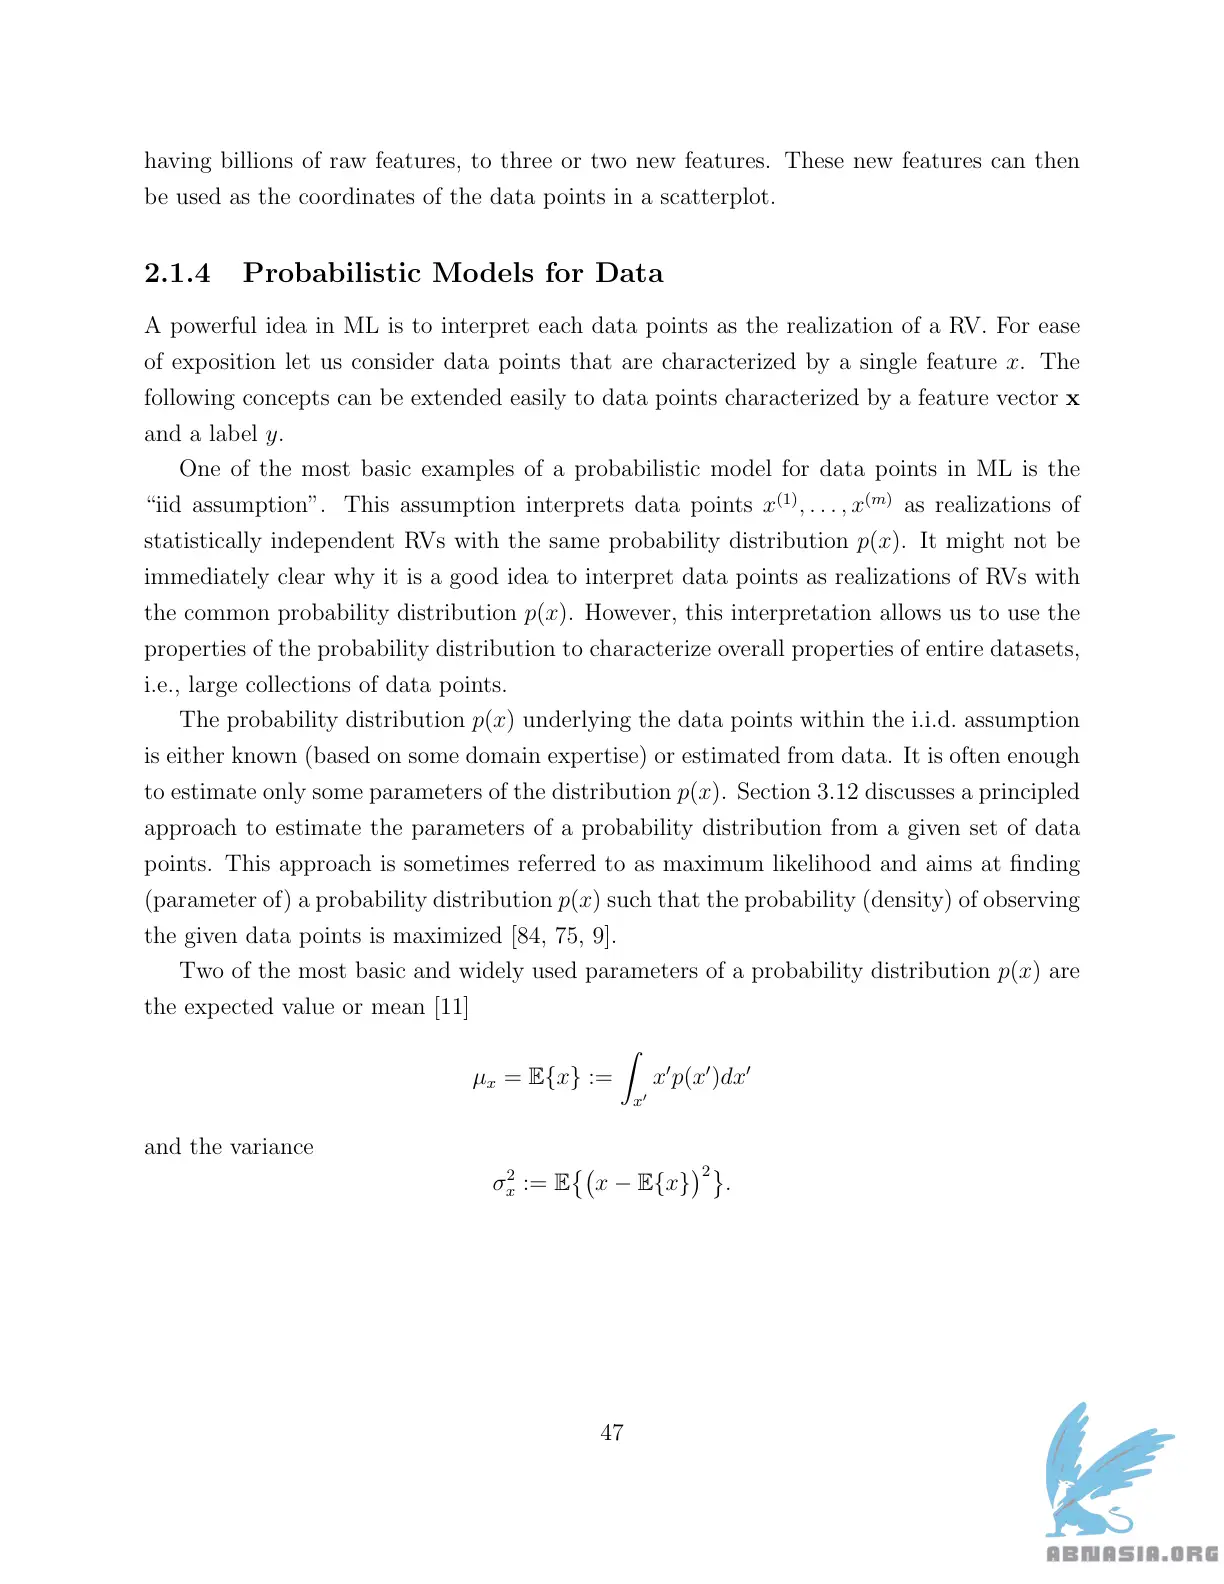 having billions of raw features, to three or two new features. These new features can then
be used as the coordinates of the data points in a scatterplot.
2.1.4 Probabilistic Models for Data
A powerful idea in ML is to interpret each data points as the realization of a RV. For ease
of exposition let us consider data points that are characterized by a single feature x. The
following concepts can be extended easily to data points characterized by a feature vector x
and a label y.
One of the most basic examples of a probabilistic model for data points in ML is the
“iid assumption”. This assumption interprets data points x⁽¹⁾, . . . , x⁽ᵐ⁾ as realizations of
statistically independent RVs with the same probability distribution p(x). It might not be
immediately clear why it is a good idea to interpret data points as realizations of RVs with
the common probability distribution p(x). However, this interpretation allows us to use the
properties of the probability distribution to characterize overall properties of entire datasets,
i.e., large collections of data points.
The probability distribution p(x) underlying the data points within the i.i.d. assumption
is either known (based on some domain expertise) or estimated from data. It is often enough
to estimate only some parameters of the distribution p(x). Section 3.12 discusses a principled
approach to estimate the parameters of a probability distribution from a given set of data
points. This approach is sometimes referred to as maximum likelihood and aims at finding
(parameter of) a probability distribution p(x) such that the probability (density) of observing
the given data points is maximized [84, 75, 9].
Two of the most basic and widely used parameters of a probability distribution p(x) are
the expected value or mean [11]
μₓ = 𝔼{x} := ∫ₓ′ x′p(x′)dx′
and the variance
σₓ² := 𝔼{(x − 𝔼{x})²}.
47
ABNASIA.ORG